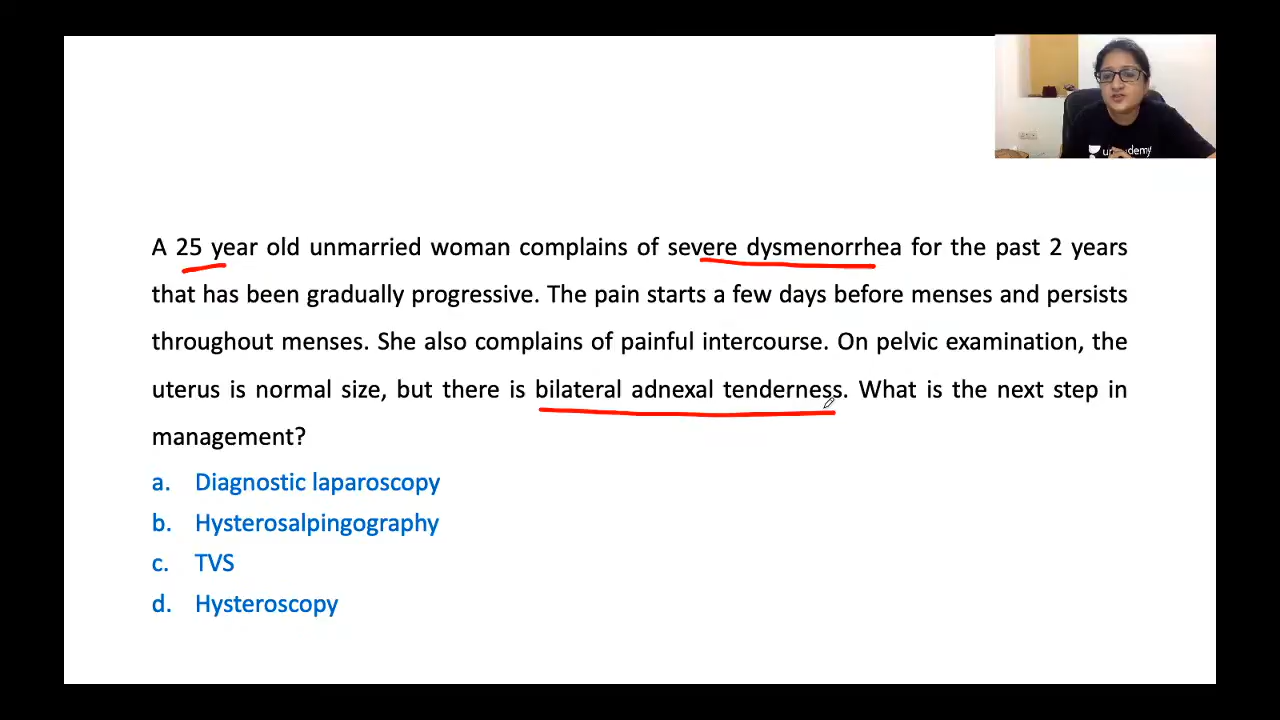 A 25 year old unmarried woman complains of severe dysmenorrhea for the past 2 years
that has been gradually progressive. The pain starts a few days before menses and persists
throughout menses. She also complains of painful intercourse. On pelvic examination, the
uterus is normal size, but there is bilateral adnexal tenderness. What is the next step in
management?
a. Diagnostic laparoscopy
b. Hysterosalpingography
c. TVS
d. Hysteroscopy